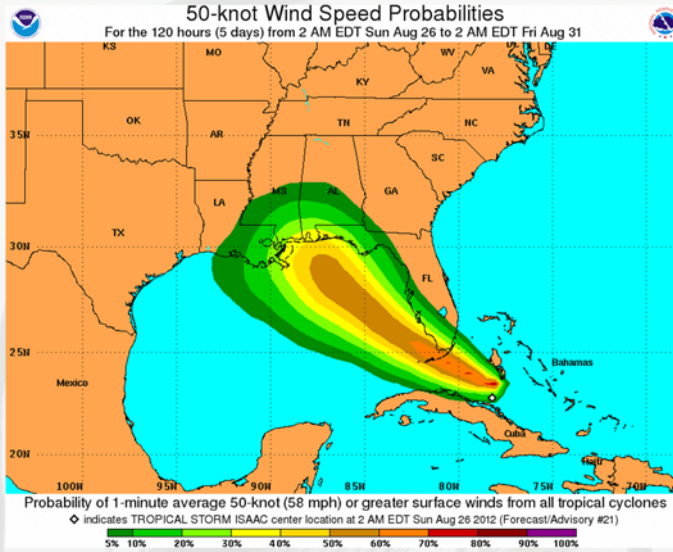 50-knot Wind Speed Probabilities
For the 120 hours (5 days) from 2 AM EDT Sun Aug 26 to 2 AM EDT Fri Aug 31
KS
MO
WV
DE
VA
KY
OK
AR
TN
NC
35N
SC
MS
AL
GA
LA
TX
30N
FL
25N
Bahamas
Mexico
Cuba
20N
Haiti
100W
95W
90W
85W
80W
75W
70W
Probability of 1-minute average 50-knot (58 mph) or greater surface winds from all tropical cyclones
indicates TROPICAL STORM ISAAC center location at 2 AM EDT Sun Aug 26 2012 (Forecast/Advisory #21)
5% 10% 20% 30% 40% 50% 60% 70% 80% 90% 100%